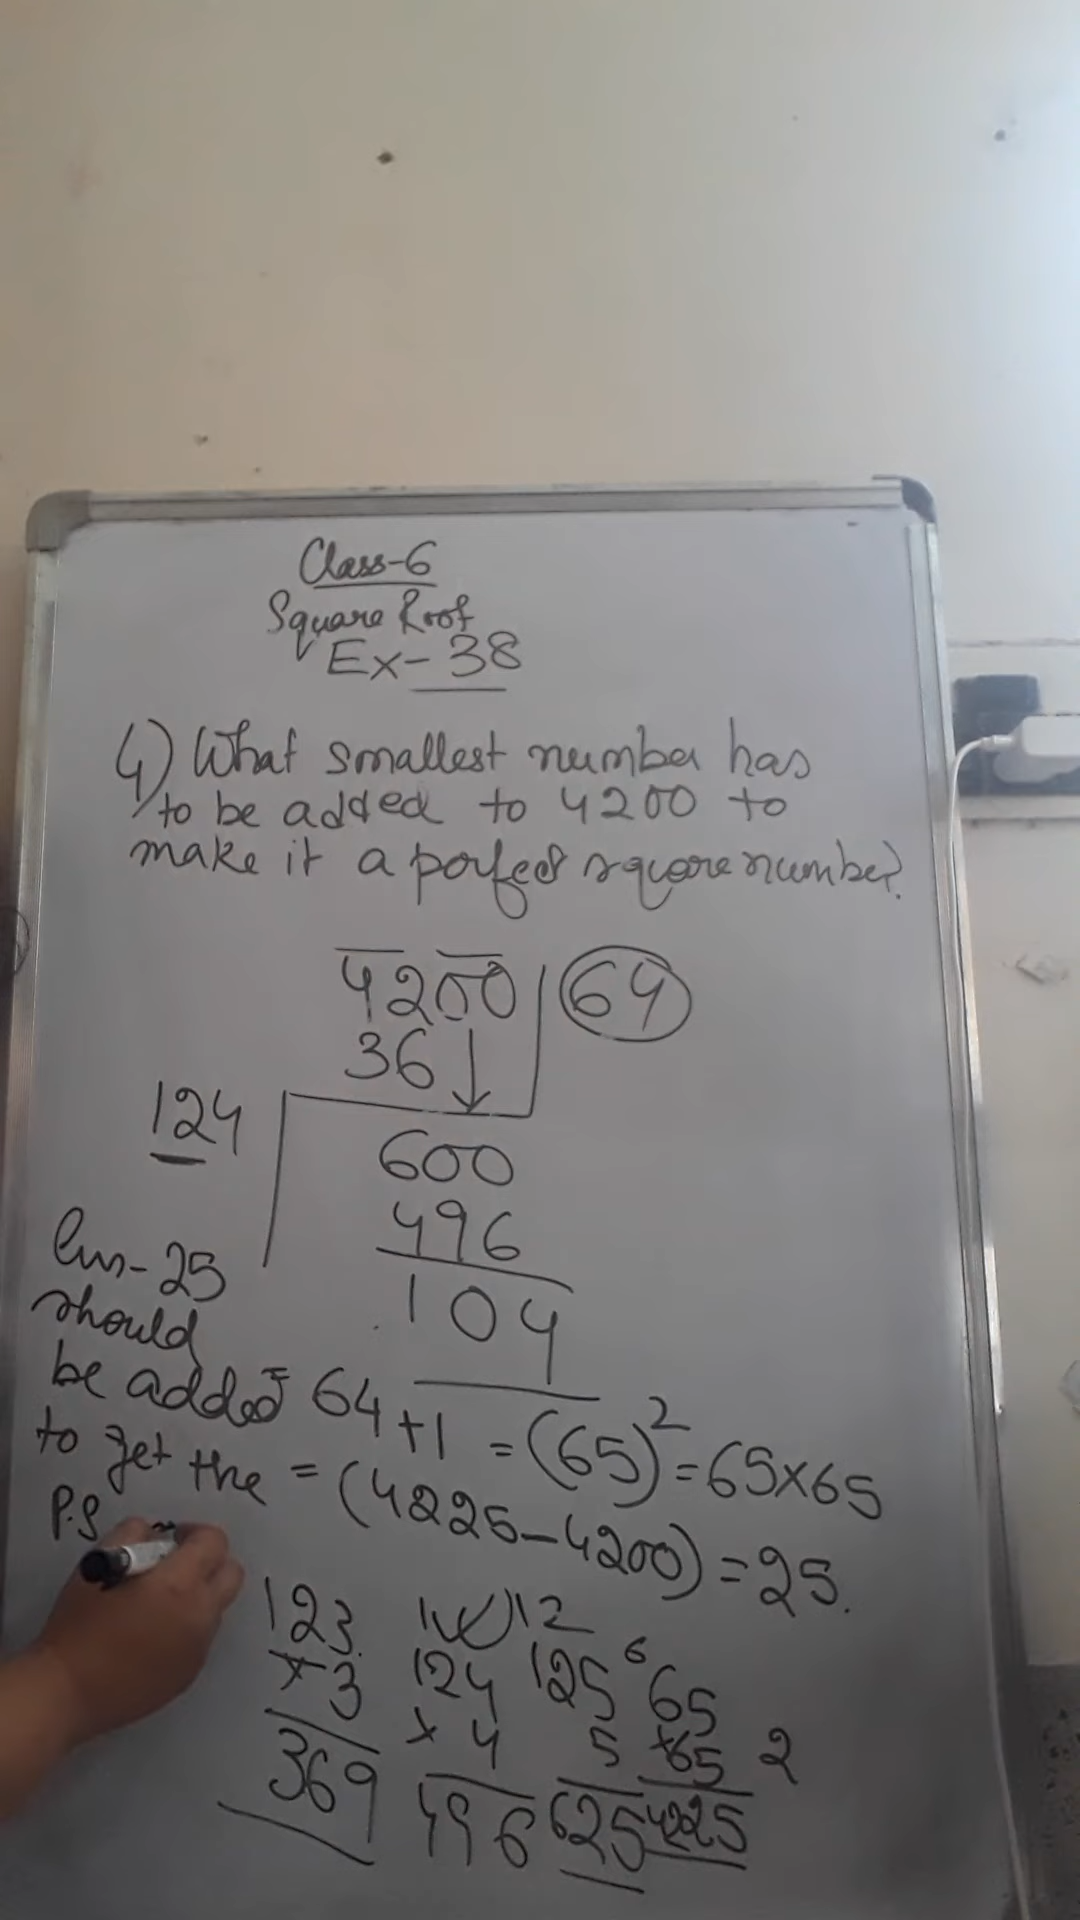 Class-6
Square Root
Ex-38
4) What smallest number has
to be added to 4200 to
make it a perfect square number?
4200 64
36
124
600
496
104
Ans-25
should
be added
to get the
P.S
64+1 = (65)² = 65×65
= (4225-4200) = 25.
123
×3
369
12
124
× 4
496
125
5
625
6
65
×65
4225
2